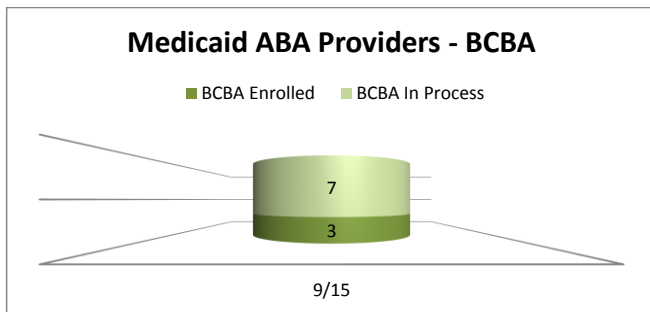 Medicaid ABA Providers - BCBA
BCBA Enrolled BCBA In Process
7
3
9/15